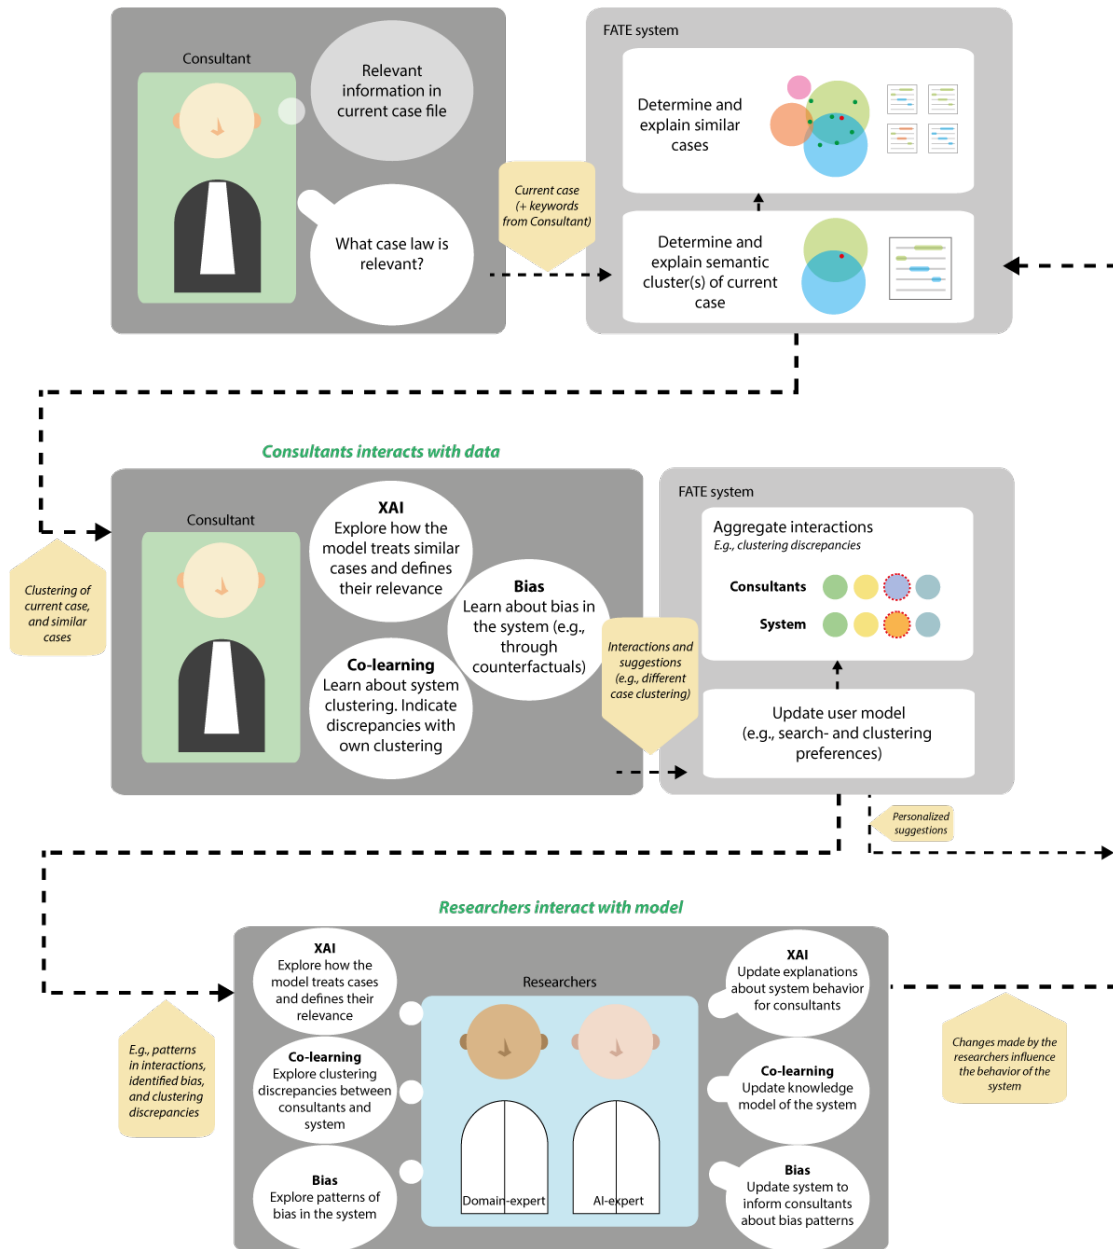 Consultant
Relevant
information in
current case file
What case law is
relevant?
Current case
(+ keywords
from Consultant)
FATE system
Determine and
explain similar
cases
Determine and
explain semantic
cluster(s) of current
case
Consultants interacts with data
Clustering of
current case,
and similar
cases
Consultant
XAI
Explore how the
model treats similar
cases and defines
their relevance
Bias
Learn about bias in
the system (e.g.,
through
counterfactuals)
Co-learning
Learn about system
clustering. Indicate
discrepancies with
own clustering
Interactions and
suggestions
(e.g., different
case clustering)
FATE system
Aggregate interactions
E.g., clustering discrepancies
Consultants
System
Update user model
(e.g., search- and clustering
preferences)
Personalized
suggestions
Researchers interact with model
E.g., patterns
in interactions,
identified bias,
and clustering
discrepancies
XAI
Explore how the
model treats cases
and defines their
relevance
Co-learning
Explore clustering
discrepancies between
consultants and
system
Bias
Explore patterns of
bias in the system
Researchers
Domain-expert
AI-expert
XAI
Update explanations
about system behavior
for consultants
Co-learning
Update knowledge
model of the system
Bias
Update system to
inform consultants
about bias patterns
Changes made by the
researchers influence
the behavior of the
system